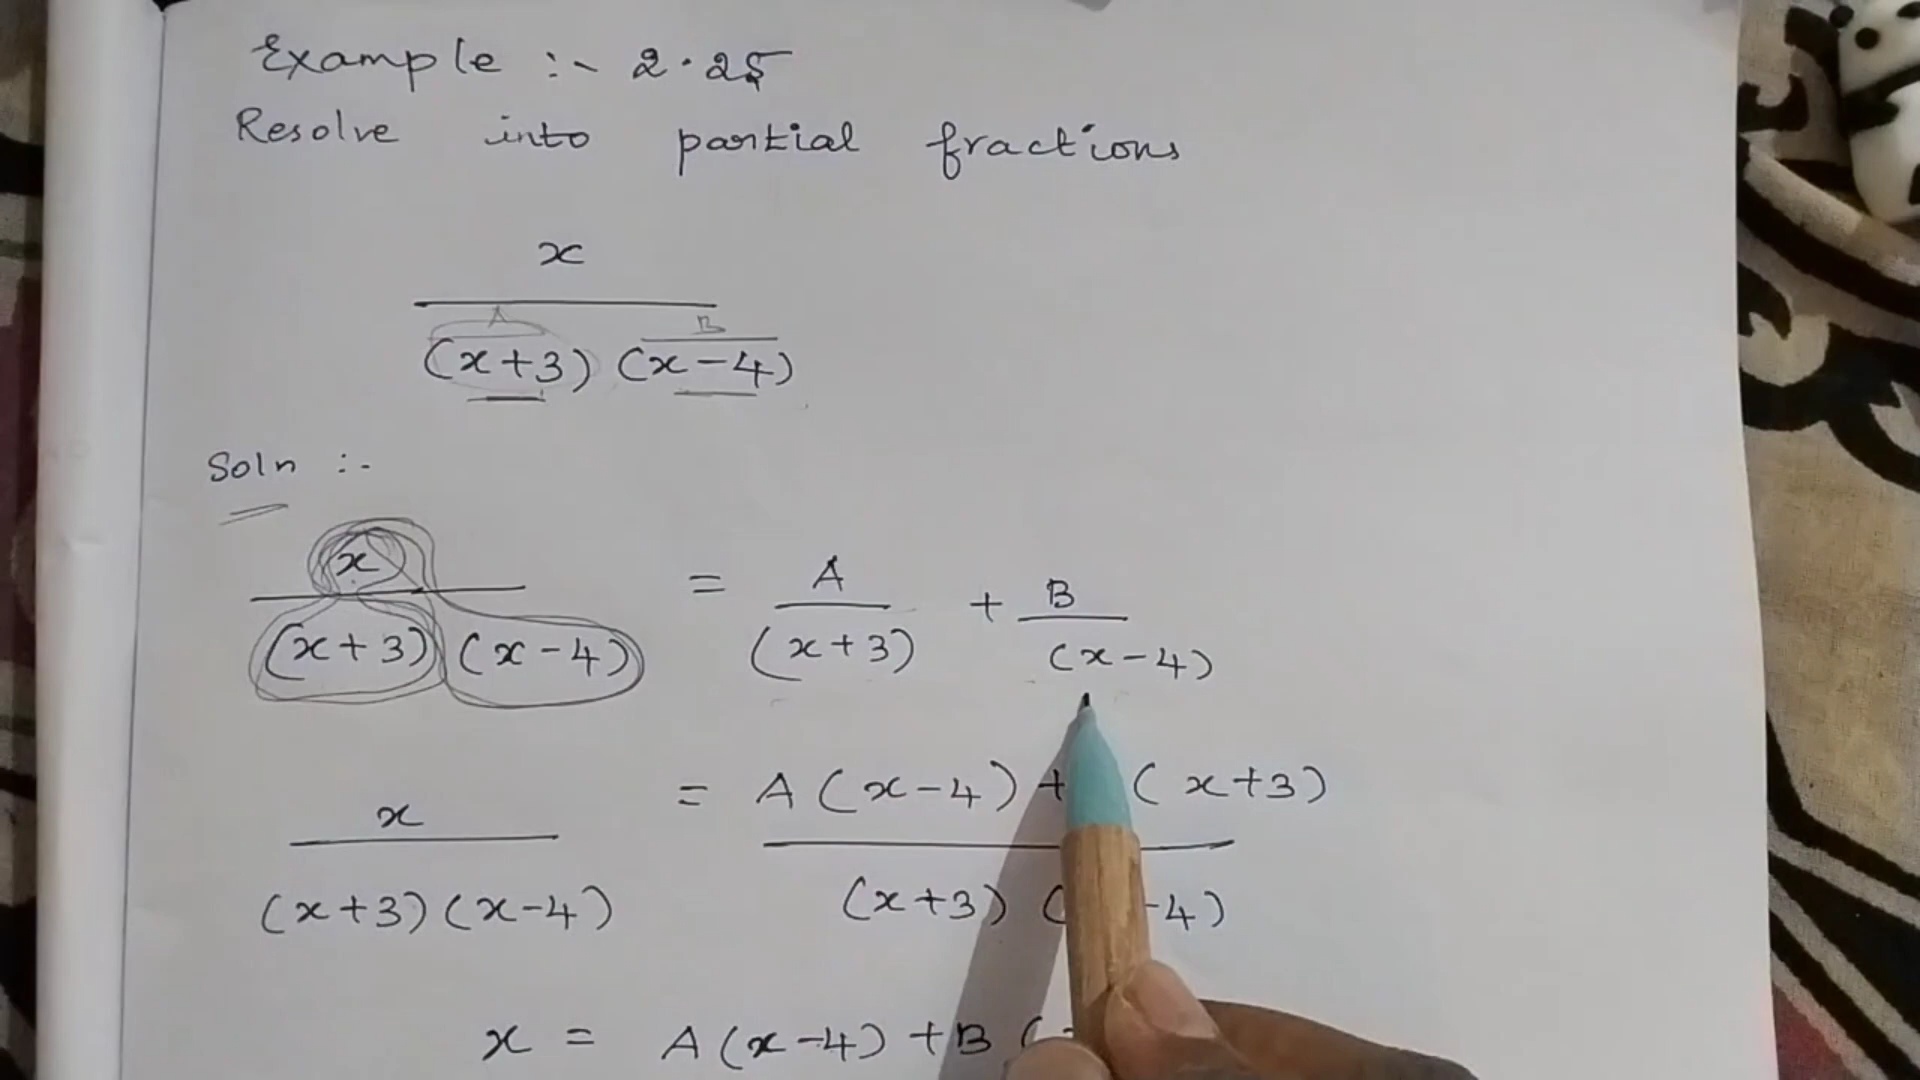 Example :- 2.25
Resolve into partial fractions
x
A B
(x+3) (x-4)
Soln :-
x = A + B
(x+3) (x-4) (x+3) (x-4)
x = A (x-4) + (x+3)
(x+3) (x-4) (x+3) ( -4)
x = A (x-4) + B (